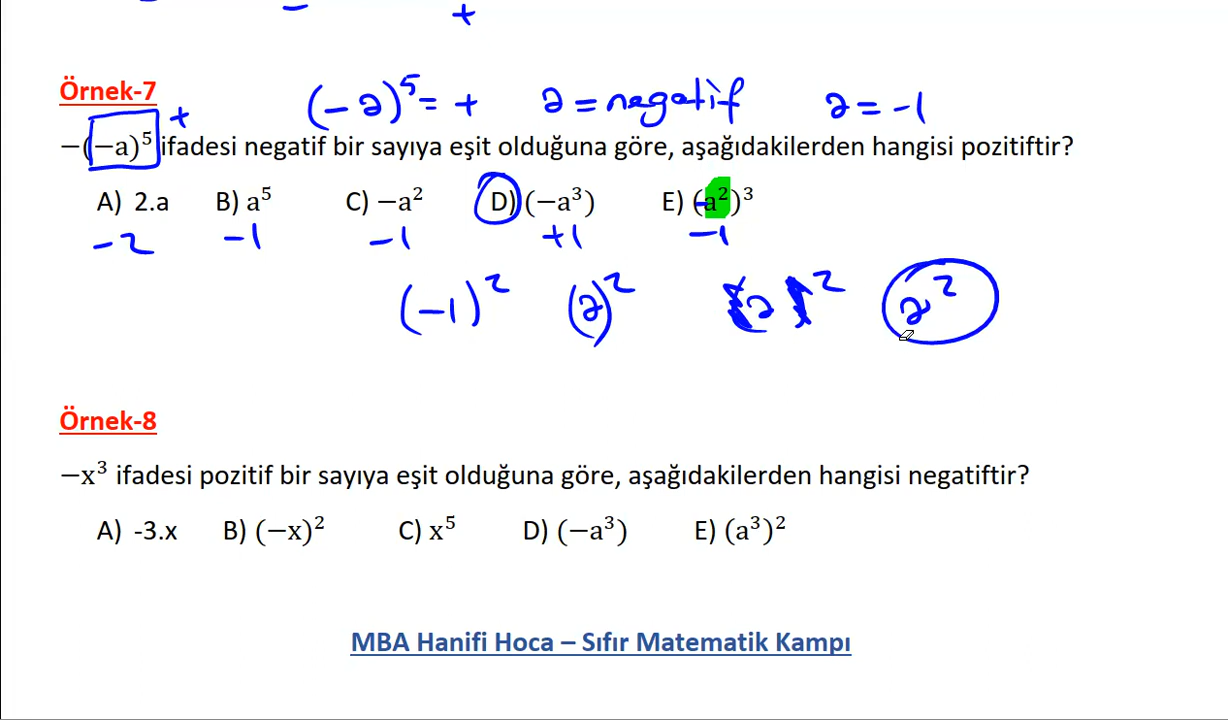 +
Örnek-7
(-a)⁵ = + a = negatif a = -1
+
−(−a)⁵ ifadesi negatif bir sayıya eşit olduğuna göre, aşağıdakilerden hangisi pozitiftir?
A) 2.a B) a⁵ C) −a² D) (−a³) E) (-a²)³
-2 -1 -1 +1 -1
(-1)² (a)² a² a²
Örnek-8
−x³ ifadesi pozitif bir sayıya eşit olduğuna göre, aşağıdakilerden hangisi negatiftir?
A) -3.x B) (−x)² C) x⁵ D) (−a³) E) (a³)²
MBA Hanifi Hoca – Sıfır Matematik Kampı